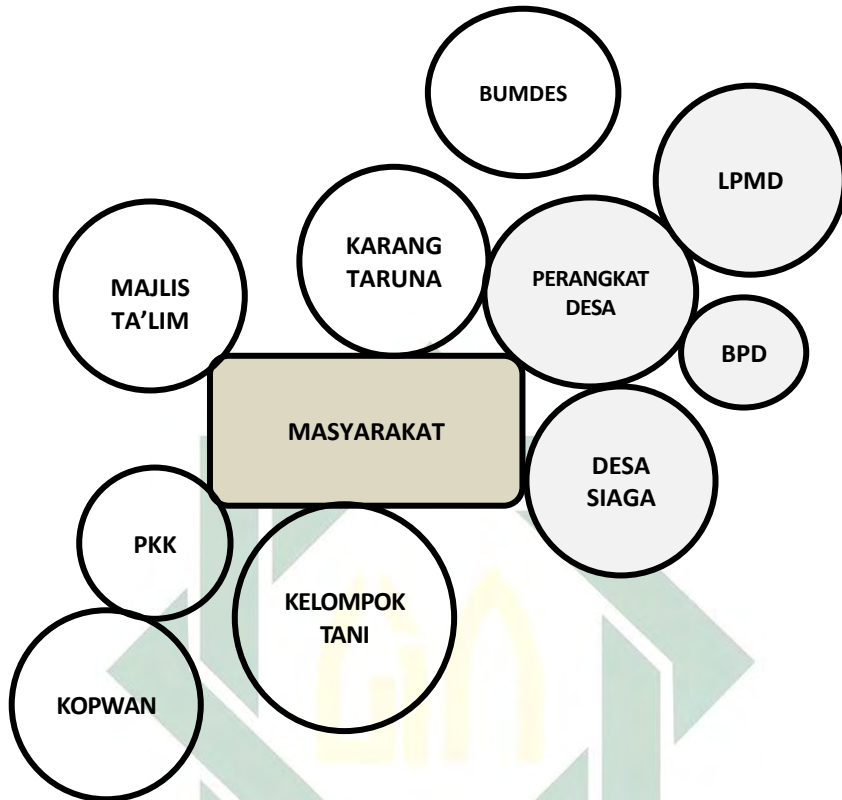 BUMDES
LPMD
KARANG
TARUNA
MAJLIS
TA’LIM
PERANGKAT
DESA
BPD
MASYARAKAT
DESA
SIAGA
PKK
KELOMPOK
TANI
KOPWAN